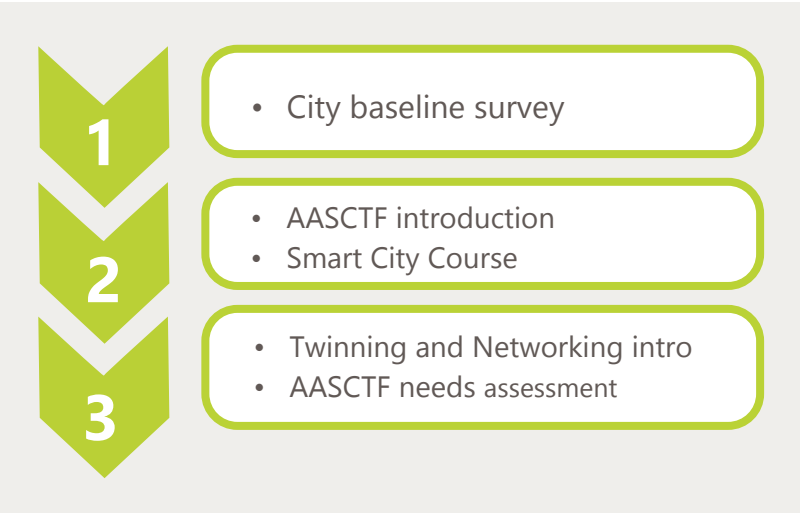 1
• City baseline survey
2
• AASCTF introduction
• Smart City Course
3
• Twinning and Networking intro
• AASCTF needs assessment